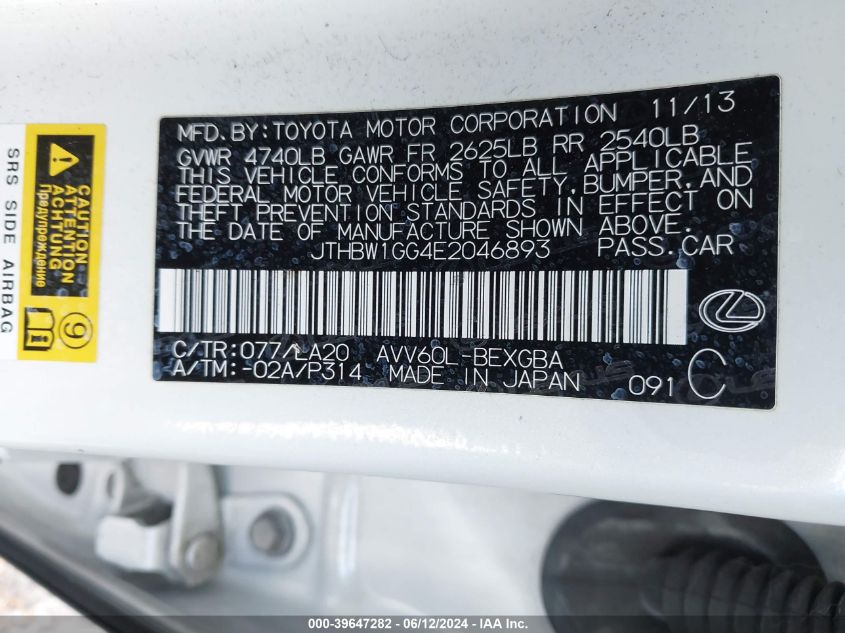 MFD. BY: TOYOTA MOTOR CORPORATION 11/13
GVWR 4740LB GAWR FR 2625LB RR 2540LB
THIS VEHICLE CONFORMS TO ALL APPLICABLE
FEDERAL MOTOR VEHICLE SAFETY, BUMPER, AND
THEFT PREVENTION STANDARDS IN EFFECT ON
THE DATE OF MANUFACTURE SHOWN ABOVE.
JTHBW1GG4E2046893 PASS.CAR
C/TR:077/LA20 AVV60L-BEXGBA
A/TM:-02A/P314 MADE IN JAPAN 091 C
SRS SIDE AIRBAG
CAUTION
ATTENTION
ACHTUNG
Предупреждение
9
000-39647282 - 06/12/2024 - IAA Inc.